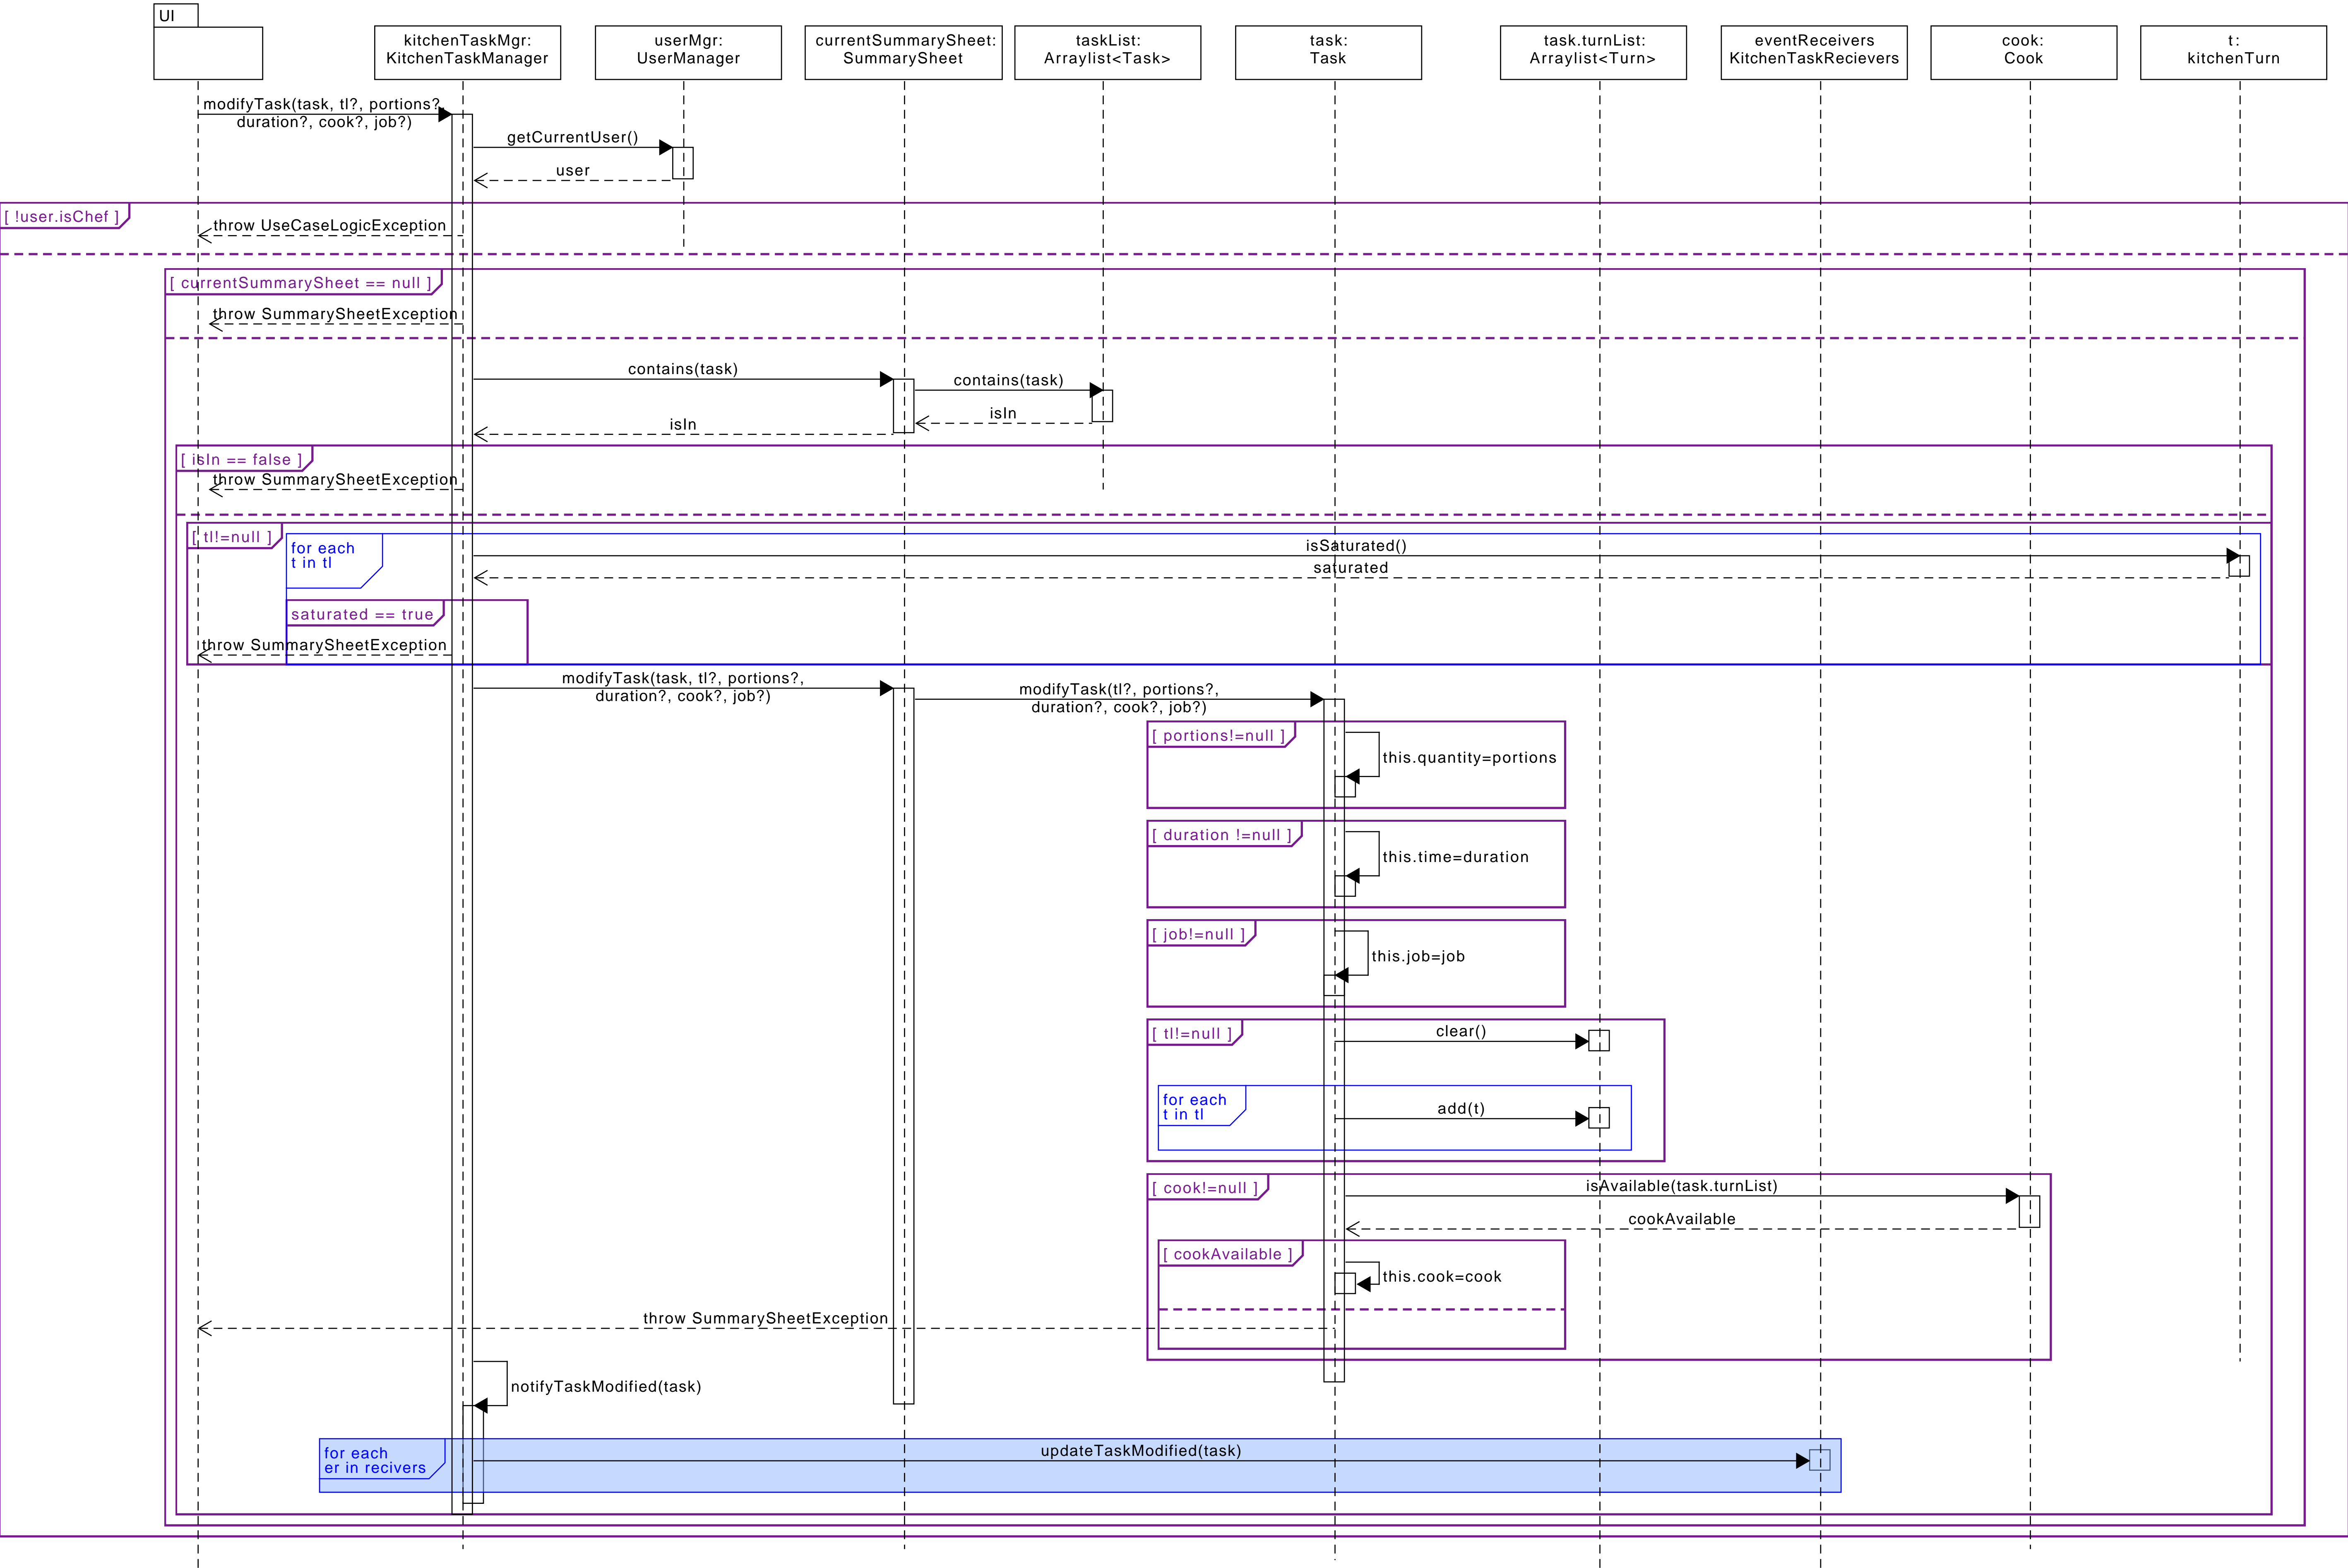 UI
kitchenTaskMgr:
KitchenTaskManager
userMgr:
UserManager
currentSummarySheet:
SummarySheet
taskList:
Arraylist<Task>
task:
Task
task.turnList:
Arraylist<Turn>
eventReceivers
KitchenTaskRecievers
cook:
Cook
t:
kitchenTurn
modifyTask(task, tl?, portions?,
duration?, cook?, job?)
getCurrentUser()
user
[ !user.isChef ]
throw UseCaseLogicException
[ currentSummarySheet == null ]
throw SummarySheetException
contains(task)
contains(task)
isIn
isIn
[ isIn == false ]
throw SummarySheetException
[ tl!=null ]
for each
t in tl
isSaturated()
saturated
saturated == true
throw SummarySheetException
modifyTask(task, tl?, portions?,
duration?, cook?, job?)
modifyTask(tl?, portions?,
duration?, cook?, job?)
[ portions!=null ]
this.quantity=portions
[ duration !=null ]
this.time=duration
[ job!=null ]
this.job=job
[ tl!=null ]
clear()
for each
t in tl
add(t)
[ cook!=null ]
isAvailable(task.turnList)
cookAvailable
[ cookAvailable ]
this.cook=cook
throw SummarySheetException
notifyTaskModified(task)
for each
er in recivers
updateTaskModified(task)